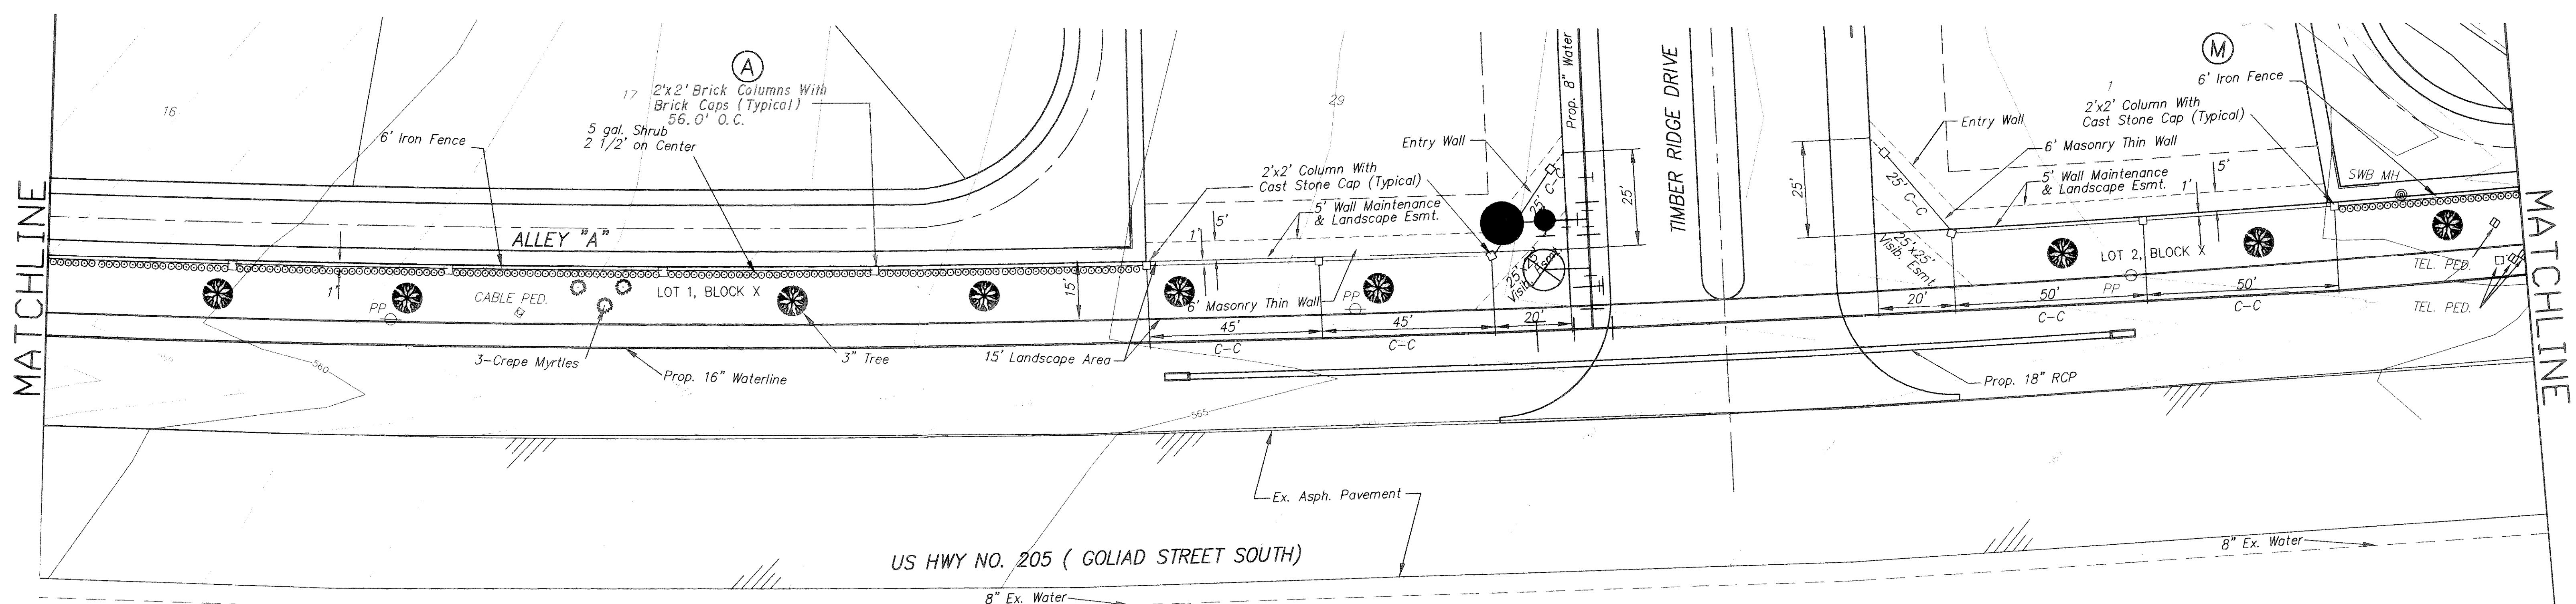 MATCHLINE
16
A
17
2'x2' Brick Columns With
Brick Caps (Typical)
56.0' O.C.
6' Iron Fence
5 gal. Shrub
2 1/2' on Center
ALLEY "A"
1'
PP
CABLE PED.
LOT 1, BLOCK X
3-Crepe Myrtles
Prop. 16" Waterline
3" Tree
560
15' Landscape Area
15'
29
2'x2' Column With
Cast Stone Cap (Typical)
5' Wall Maintenance
& Landscape Esmt.
1'
5'
6' Masonry Thin Wall
PP
45'
C-C
45'
C-C
20'
Entry Wall
25' C-C
25'x25'
Visib. Esmt.
25'
Prop. 8" Water
TIMBER RIDGE DRIVE
565
Ex. Asph. Pavement
US HWY NO. 205 ( GOLIAD STREET SOUTH)
8" Ex. Water
M
1
6' Iron Fence
2'x2' Column With
Cast Stone Cap (Typical)
Entry Wall
6' Masonry Thin Wall
5' Wall Maintenance
& Landscape Esmt.
1'
5'
SWB MH
25'
25' C-C
25'x25'
Visib. Esmt
LOT 2, BLOCK X
PP
20'
50'
C-C
50'
C-C
TEL. PED.
TEL. PED.
Prop. 18" RCP
8" Ex. Water
MATCHLINE